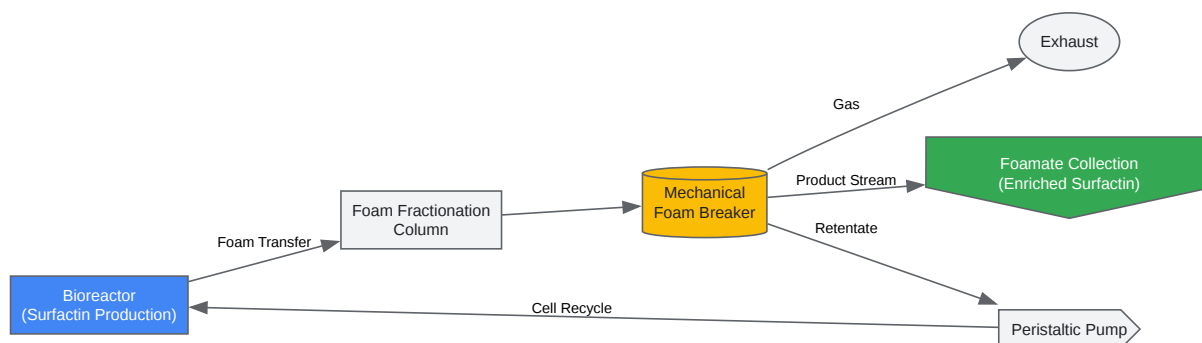 Exhaust
Gas
Foamate Collection
(Enriched Surfactin)
Product Stream
Mechanical
Foam Breaker
Foam Fractionation
Column
Retentate
Foam Transfer
Bioreactor
(Surfactin Production)
Cell Recycle
Peristaltic Pump